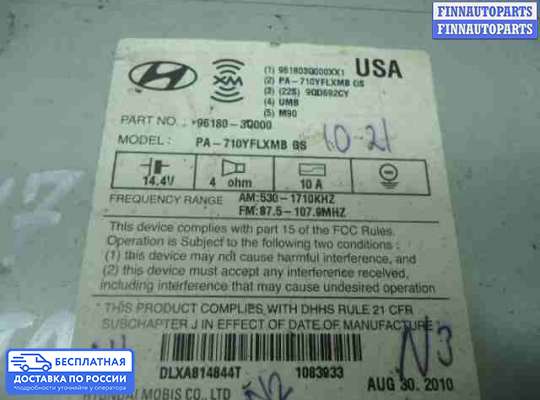 FINNAUTOPARTS
FINNAUTOPARTS
XM
(1) 961803Q000XX1 USA
(2) PA-710YFLXMB GS
(3) (22S) 9QD692CY
(4) UMB
(5) M90
PART NO. : *96180-3Q000
MODEL: PA-710YFLXMB GS
10-21
14.4V 4 ohm 10 A
FREQUENCY RANGE AM:530-1710KHZ
FM:87.5-107.9MHZ
This device complies with part 15 of the FCC Rules.
Operation is Subject to the following two conditions :
(1) this device may not cause harmful interference, and
(2) this device must accept any interference received,
including interference that may cause undesired operation
*THIS PRODUCT COMPLIES WITH DHHS RULE 21 CFR
SUBCHAPTER J IN EFFECT OF DATE OF MANUFACTURE
DLXA814844T 1083933
N3
HYUNDAI MOBIS CO., LTD
N2
AUG 30. 2010
БЕСПЛАТНАЯ
ДОСТАВКА ПО РОССИИ